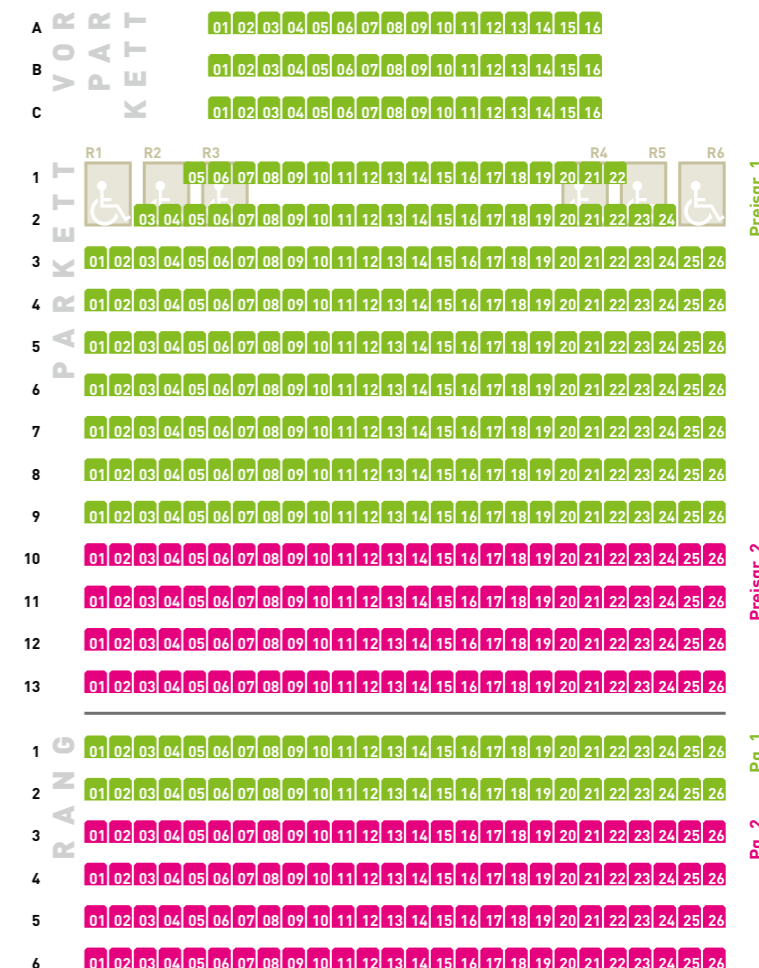 VOR
PAR
KETT
A 01 02 03 04 05 06 07 08 09 10 11 12 13 14 15 16
B 01 02 03 04 05 06 07 08 09 10 11 12 13 14 15 16
C 01 02 03 04 05 06 07 08 09 10 11 12 13 14 15 16
PARKETT
R1 R2 R3 R4 R5 R6
1 05 06 07 08 09 10 11 12 13 14 15 16 17 18 19 20 21 22
2 03 04 05 06 07 08 09 10 11 12 13 14 15 16 17 18 19 20 21 22 23 24
Preisgr. 1
3 01 02 03 04 05 06 07 08 09 10 11 12 13 14 15 16 17 18 19 20 21 22 23 24 25 26
4 01 02 03 04 05 06 07 08 09 10 11 12 13 14 15 16 17 18 19 20 21 22 23 24 25 26
5 01 02 03 04 05 06 07 08 09 10 11 12 13 14 15 16 17 18 19 20 21 22 23 24 25 26
6 01 02 03 04 05 06 07 08 09 10 11 12 13 14 15 16 17 18 19 20 21 22 23 24 25 26
7 01 02 03 04 05 06 07 08 09 10 11 12 13 14 15 16 17 18 19 20 21 22 23 24 25 26
8 01 02 03 04 05 06 07 08 09 10 11 12 13 14 15 16 17 18 19 20 21 22 23 24 25 26
9 01 02 03 04 05 06 07 08 09 10 11 12 13 14 15 16 17 18 19 20 21 22 23 24 25 26
10 01 02 03 04 05 06 07 08 09 10 11 12 13 14 15 16 17 18 19 20 21 22 23 24 25 26
Preisgr. 2
11 01 02 03 04 05 06 07 08 09 10 11 12 13 14 15 16 17 18 19 20 21 22 23 24 25 26
12 01 02 03 04 05 06 07 08 09 10 11 12 13 14 15 16 17 18 19 20 21 22 23 24 25 26
13 01 02 03 04 05 06 07 08 09 10 11 12 13 14 15 16 17 18 19 20 21 22 23 24 25 26
RANG
1 01 02 03 04 05 06 07 08 09 10 11 12 13 14 15 16 17 18 19 20 21 22 23 24 25 26
Pg. 1
2 01 02 03 04 05 06 07 08 09 10 11 12 13 14 15 16 17 18 19 20 21 22 23 24 25 26
3 01 02 03 04 05 06 07 08 09 10 11 12 13 14 15 16 17 18 19 20 21 22 23 24 25 26
Pg. 2
4 01 02 03 04 05 06 07 08 09 10 11 12 13 14 15 16 17 18 19 20 21 22 23 24 25 26
5 01 02 03 04 05 06 07 08 09 10 11 12 13 14 15 16 17 18 19 20 21 22 23 24 25 26
6 01 02 03 04 05 06 07 08 09 10 11 12 13 14 15 16 17 18 19 20 21 22 23 24 25 26